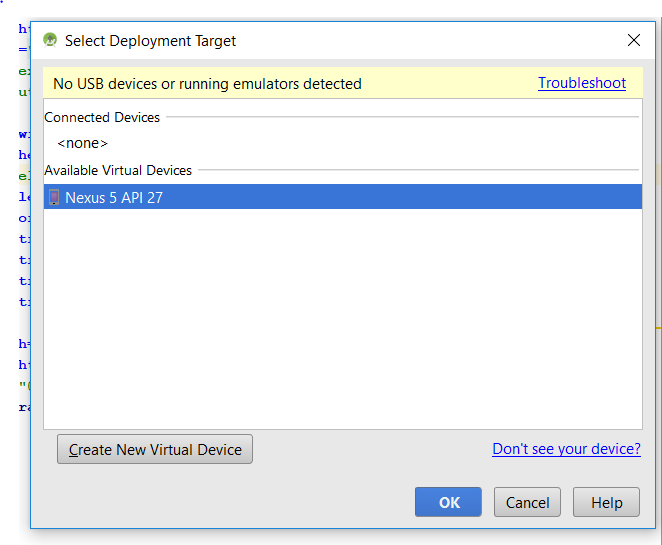 Select Deployment Target
No USB devices or running emulators detected Troubleshoot
Connected Devices
<none>
Available Virtual Devices
Nexus 5 API 27
Create New Virtual Device Don't see your device?
OK Cancel Help